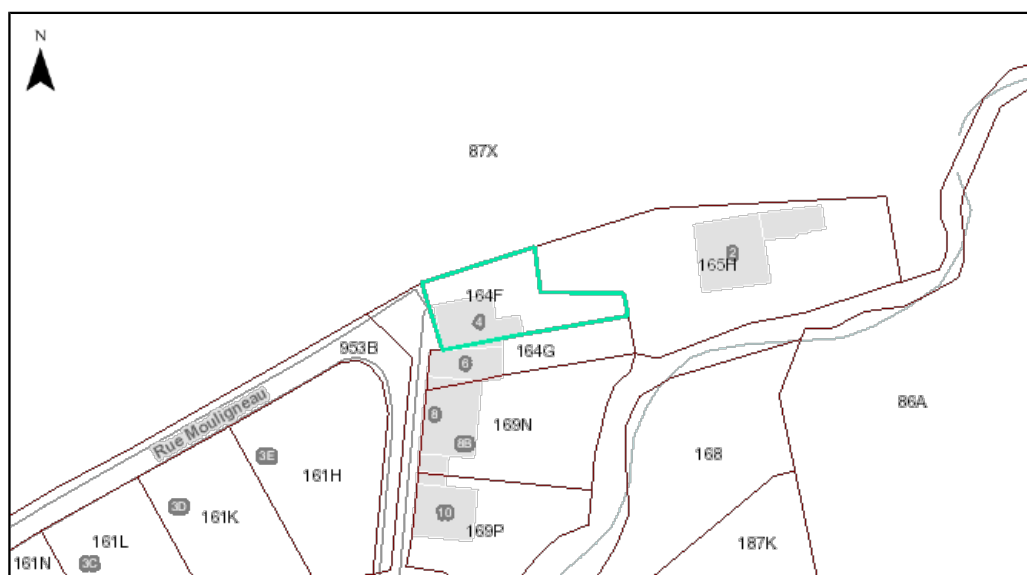 N
87X
2
165H
164F
4
953B
164G
6
86A
Rue Mouligneau
8
169N
8B
3E
168
161H
3D
10
161K
169P
161L
187K
161N
3C